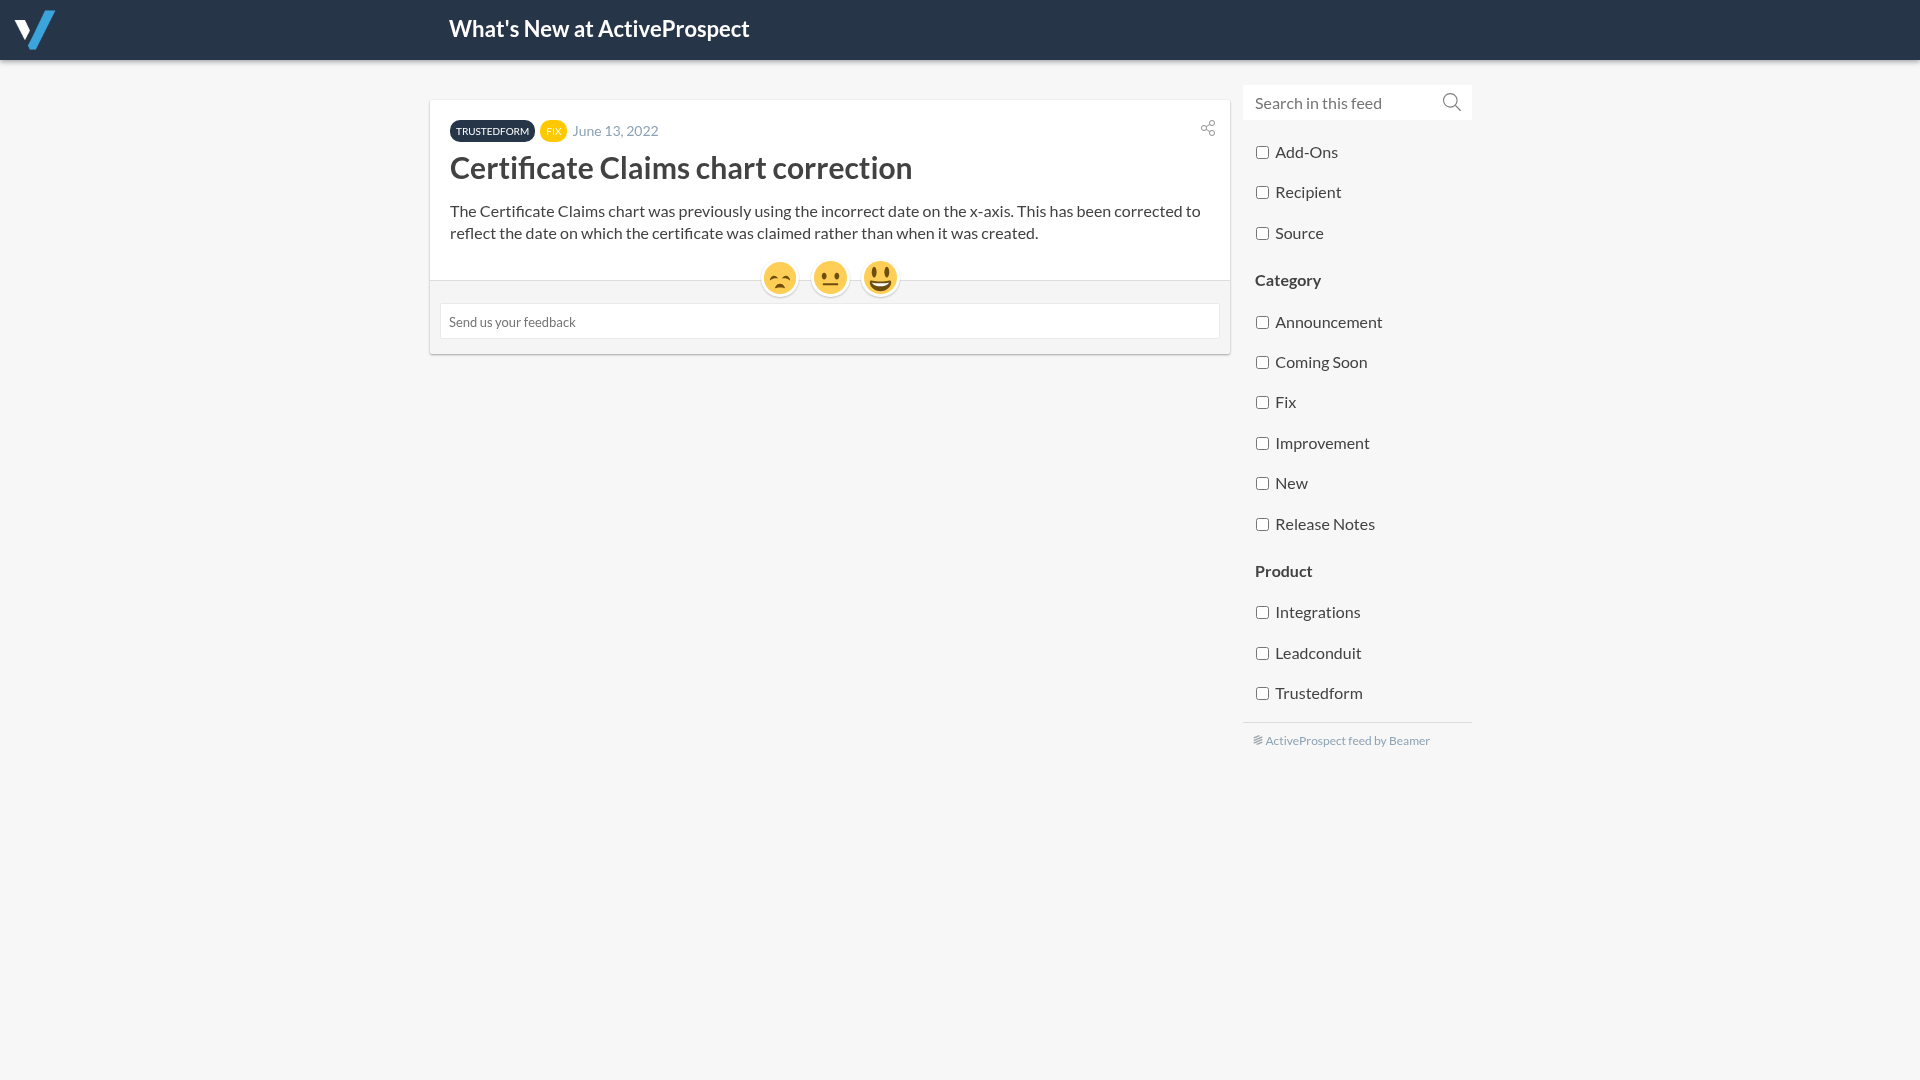 What's New at ActiveProspect
TRUSTEDFORM FIX June 13, 2022
Certificate Claims chart correction
The Certificate Claims chart was previously using the incorrect date on the x-axis. This has been corrected to
reflect the date on which the certificate was claimed rather than when it was created.
Send us your feedback
Search in this feed
Add-Ons
Recipient
Source
Category
Announcement
Coming Soon
Fix
Improvement
New
Release Notes
Product
Integrations
Leadconduit
Trustedform
ActiveProspect feed by Beamer